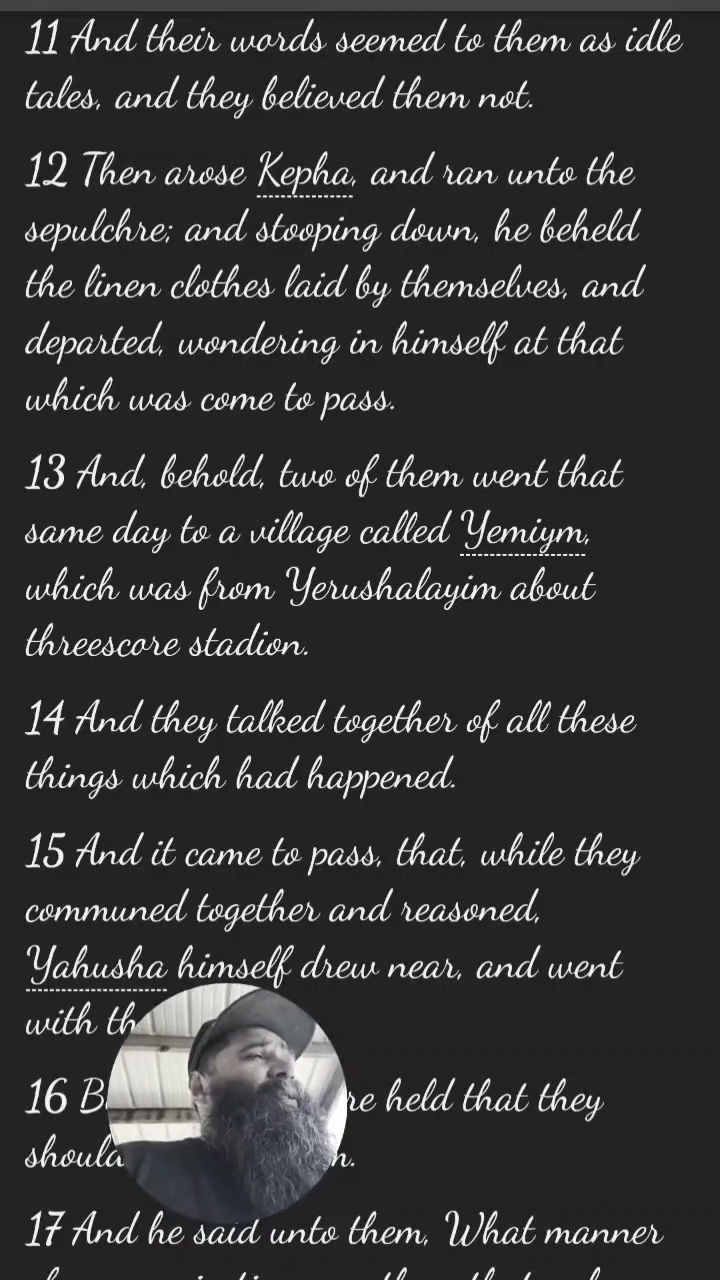 11 And their words seemed to them as idle
tales, and they believed them not.
12 Then arose Kepha, and ran unto the
sepulchre; and stooping down, he beheld
the linen clothes laid by themselves, and
departed, wondering in himself at that
which was come to pass.
13 And, behold, two of them went that
same day to a village called Yemiym,
which was from Yerushalayim about
threescore stadion.
14 And they talked together of all these
things which had happened.
15 And it came to pass, that, while they
communed together and reasoned,
Yahusha himself drew near, and went
with
16 held that they
17 And he said unto them, What manner